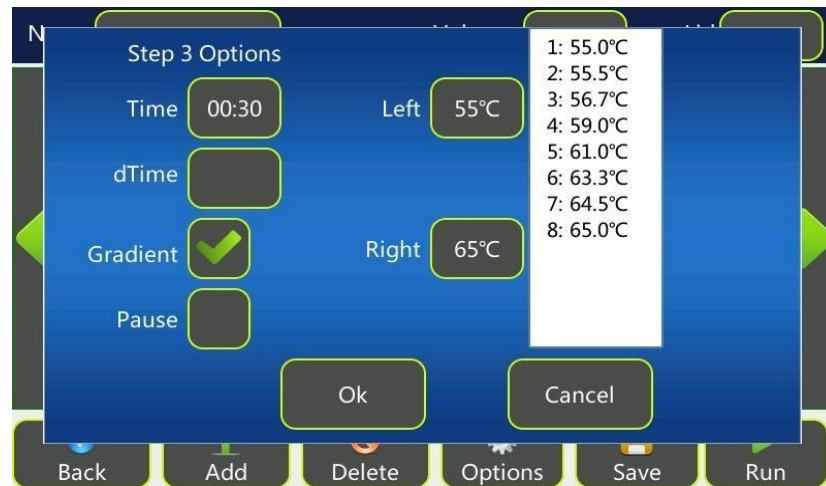 Step 3 Options
Time 00:30
Left 55℃
dTime
Gradient
Right 65℃
Pause
1: 55.0℃
2: 55.5℃
3: 56.7℃
4: 59.0℃
5: 61.0℃
6: 63.3℃
7: 64.5℃
8: 65.0℃
Ok
Cancel
Back
Add
Delete
Options
Save
Run